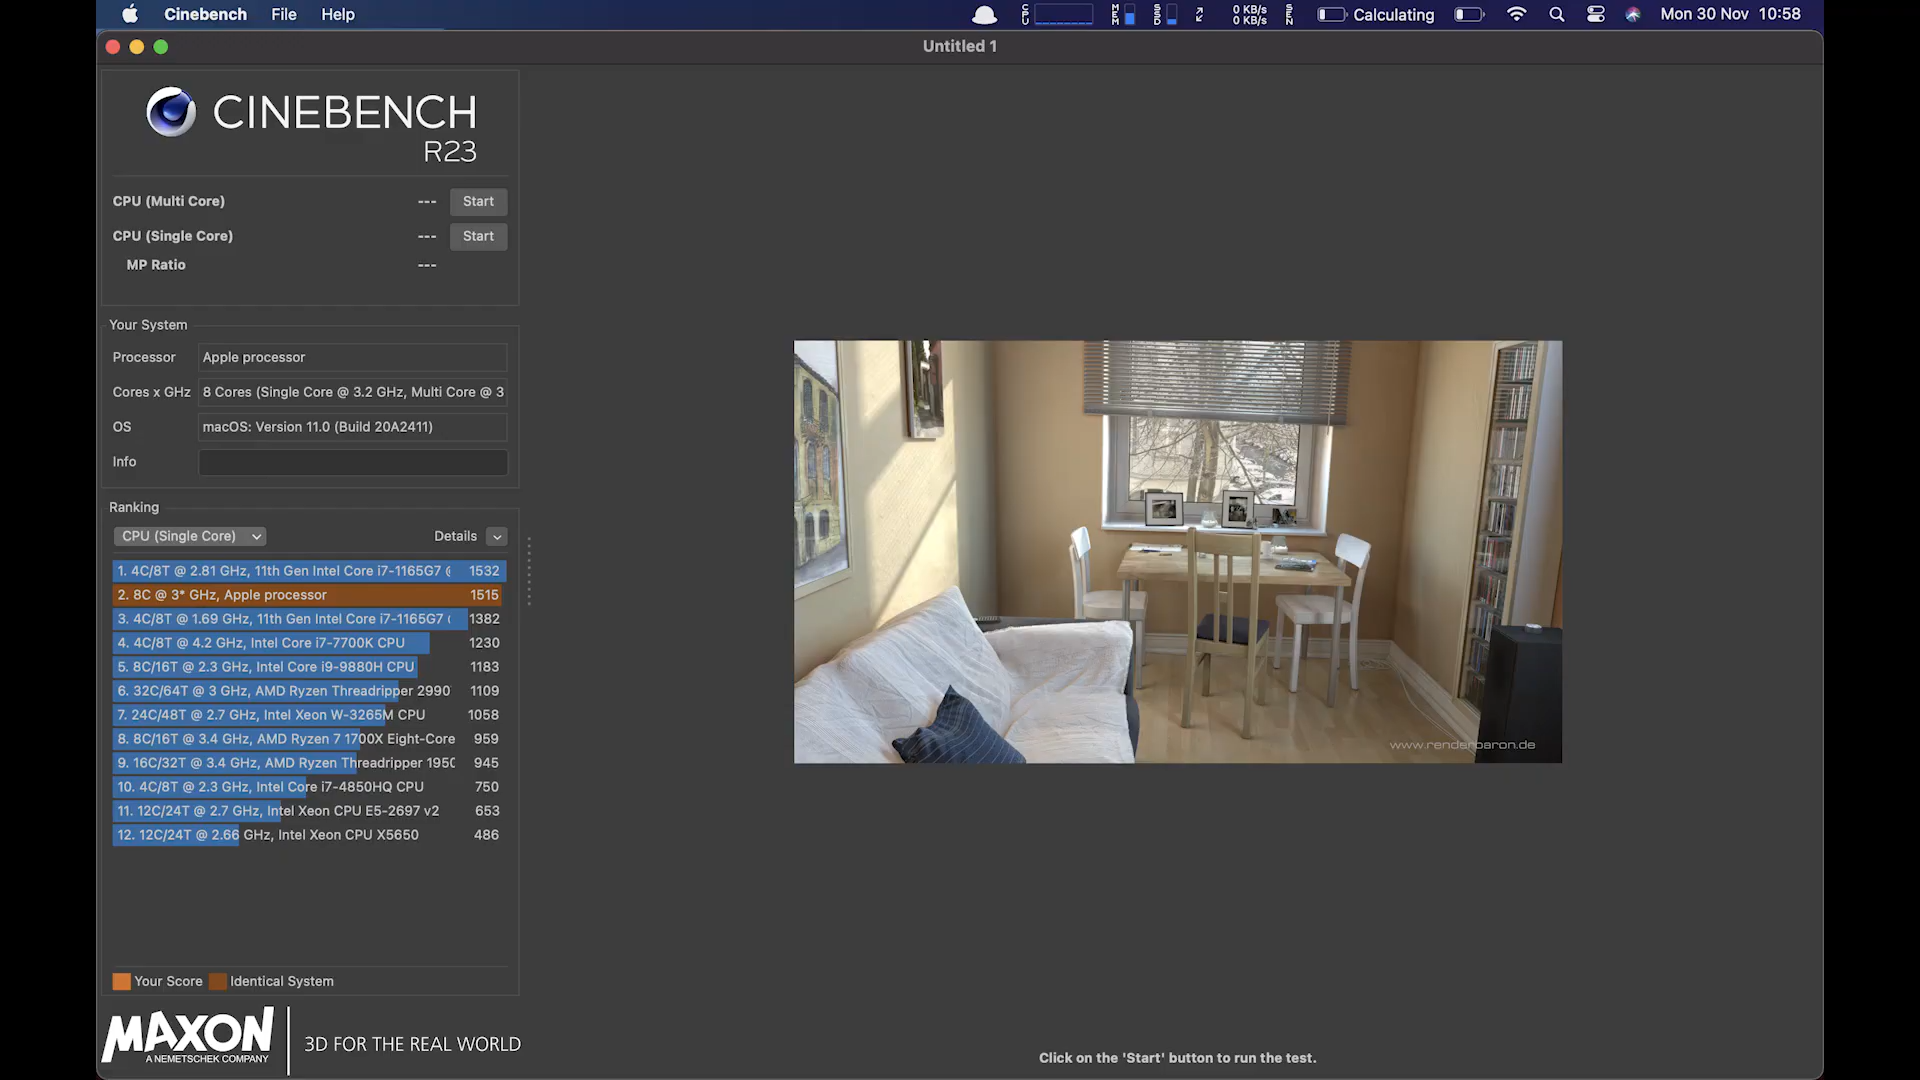 Cinebench File Help
CPU MEM SSD 0 KB/s 0 KB/s SEN Calculating Mon 30 Nov 10:58
Untitled 1
CINEBENCH
R23
CPU (Multi Core) --- Start
CPU (Single Core) --- Start
MP Ratio ---
Your System
Processor Apple processor
Cores x GHz 8 Cores (Single Core @ 3.2 GHz, Multi Core @ 3
OS macOS: Version 11.0 (Build 20A2411)
Info
Ranking
CPU (Single Core) Details
1. 4C/8T @ 2.81 GHz, 11th Gen Intel Core i7-1165G7 @ 1532
2. 8C @ 3* GHz, Apple processor 1515
3. 4C/8T @ 1.69 GHz, 11th Gen Intel Core i7-1165G7 1382
4. 4C/8T @ 4.2 GHz, Intel Core i7-7700K CPU 1230
5. 8C/16T @ 2.3 GHz, Intel Core i9-9880H CPU 1183
6. 32C/64T @ 3 GHz, AMD Ryzen Threadripper 2990 1109
7. 24C/48T @ 2.7 GHz, Intel Xeon W-3265M CPU 1058
8. 8C/16T @ 3.4 GHz, AMD Ryzen 7 1700X Eight-Core 959
9. 16C/32T @ 3.4 GHz, AMD Ryzen Threadripper 1950 945
10. 4C/8T @ 2.3 GHz, Intel Core i7-4850HQ CPU 750
11. 12C/24T @ 2.7 GHz, Intel Xeon CPU E5-2697 v2 653
12. 12C/24T @ 2.66 GHz, Intel Xeon CPU X5650 486
Your Score Identical System
MAXON
A NEMETSCHEK COMPANY
3D FOR THE REAL WORLD
www.renderbaron.de
Click on the 'Start' button to run the test.